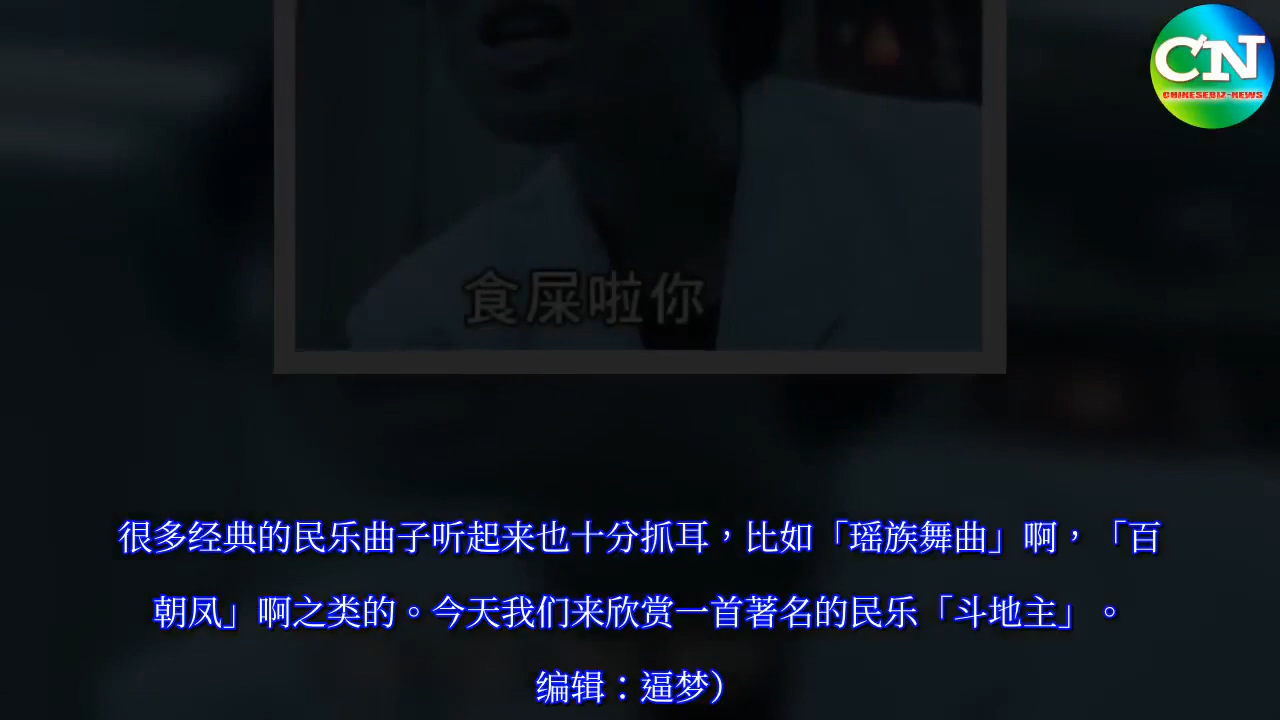 CN
CHINESEBIZ-NEWS
食屎啦你
很多经典的民乐曲子听起来也十分抓耳，比如「瑶族舞曲」啊，「百
朝凤」啊之类的。今天我们来欣赏一首著名的民乐「斗地主」。
编辑：逼梦）